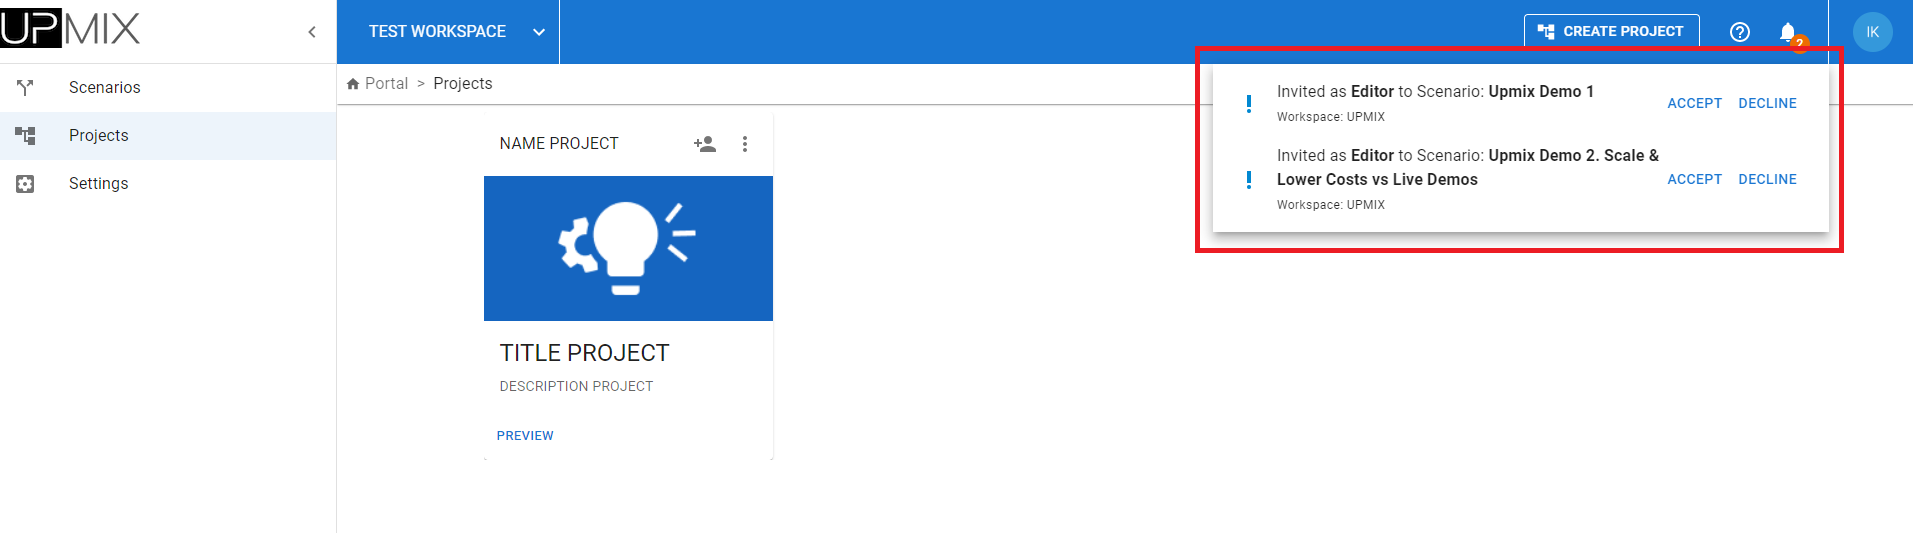 UPMIX
TEST WORKSPACE
CREATE PROJECT
2
IK
Scenarios
Projects
Settings
Portal > Projects
NAME PROJECT
TITLE PROJECT
DESCRIPTION PROJECT
PREVIEW
Invited as Editor to Scenario: Upmix Demo 1
Workspace: UPMIX
ACCEPT DECLINE
Invited as Editor to Scenario: Upmix Demo 2. Scale &
Lower Costs vs Live Demos
Workspace: UPMIX
ACCEPT DECLINE